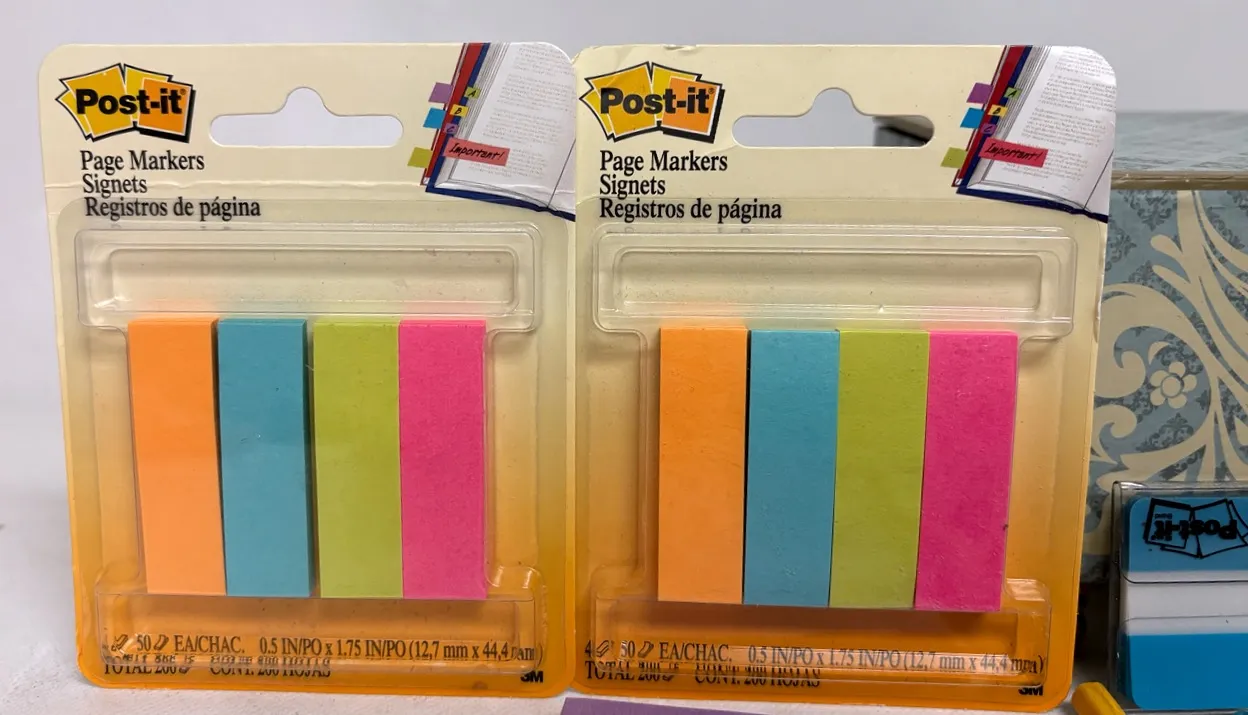 Post-it
Page Markers
Signets
Registros de página
Important!
50 EA/CHAC. 0.5 IN/PO x 1.75 IN/PO (12,7 mm x 44,4 mm)
TOTAL 200 CONT. 200 HOJAS
3M
Post-it
Page Markers
Signets
Registros de página
Important!
4 50 EA/CHAC. 0.5 IN/PO x 1.75 IN/PO (12,7 mm x 44,4 mm)
TOTAL 200 CONT. 200 HOJAS
3M
Post-it